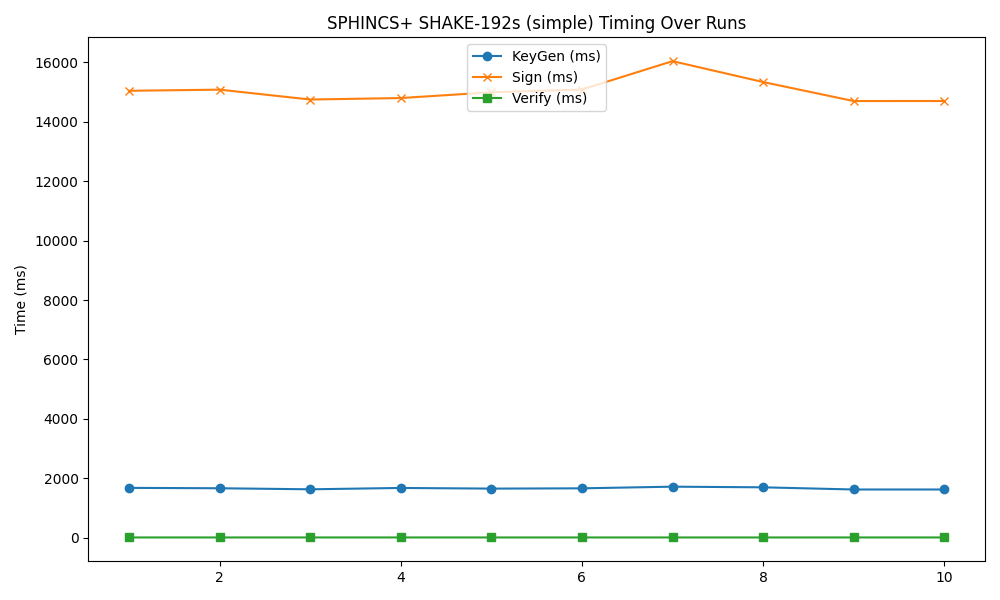 SPHINCS+ SHAKE-192s (simple) Timing Over Runs
KeyGen (ms)
Sign (ms)
Verify (ms)
Time (ms)
16000
14000
12000
10000
8000
6000
4000
2000
0
2 4 6 8 10